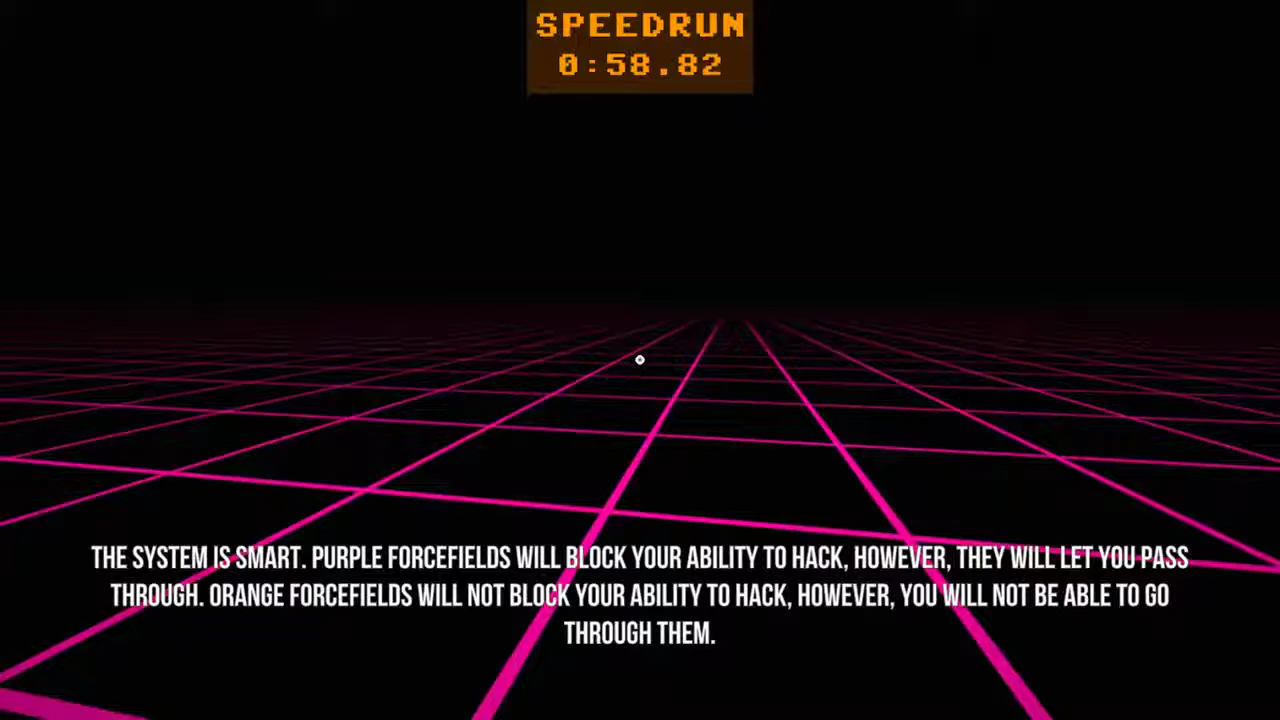 SPEEDRUN
0:58.82
THE SYSTEM IS SMART. PURPLE FORCEFIELDS WILL BLOCK YOUR ABILITY TO HACK, HOWEVER, THEY WILL LET YOU PASS
THROUGH. ORANGE FORCEFIELDS WILL NOT BLOCK YOUR ABILITY TO HACK, HOWEVER, YOU WILL NOT BE ABLE TO GO
THROUGH THEM.